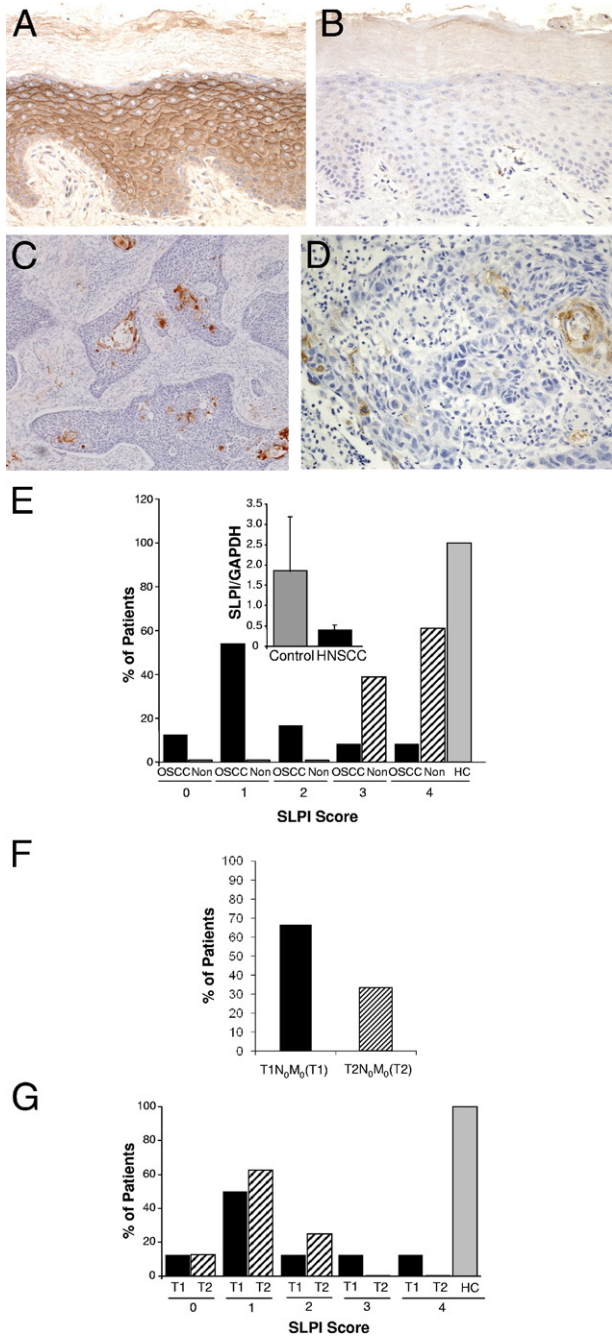 A
B
C
D
E
120
100
80
60
40
20
0
% of Patients
3.5
3.0
2.5
2.0
1.5
1.0
0.5
0
SLPI/GAPDH
Control HNSCC
OSCC Non OSCC Non OSCC Non OSCC Non OSCC Non HC
0 1 2 3 4
SLPI Score
F
100
90
80
70
60
50
40
30
20
10
0
% of Patients
T1N₀M₀(T1) T2N₀M₀(T2)
G
100
80
60
40
20
0
% of Patients
T1 T2 T1 T2 T1 T2 T1 T2 T1 T2 HC
0 1 2 3 4
SLPI Score